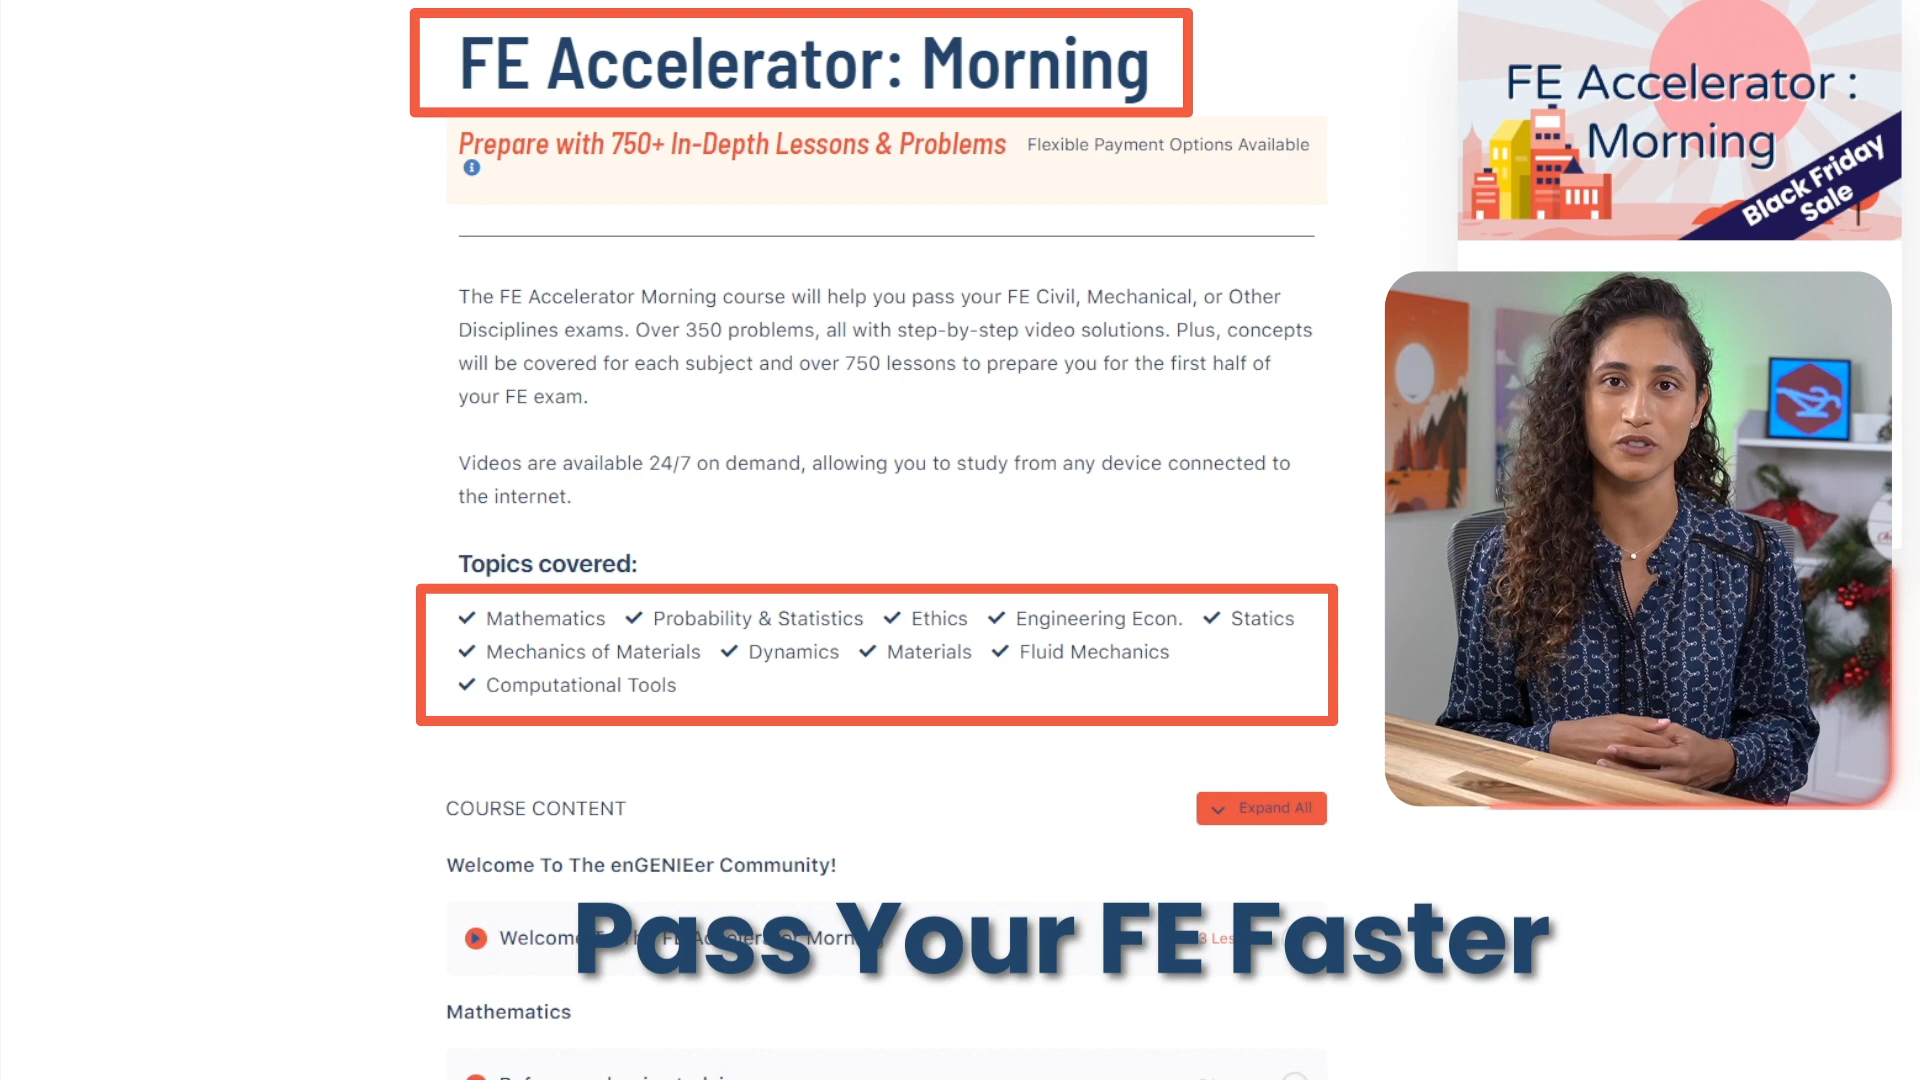 FE Accelerator: Morning
Prepare with 750+ In-Depth Lessons & Problems
Flexible Payment Options Available
FE Accelerator :
Morning
Black Friday
Sale
The FE Accelerator Morning course will help you pass your FE Civil, Mechanical, or Other
Disciplines exams. Over 350 problems, all with step-by-step video solutions. Plus, concepts
will be covered for each subject and over 750 lessons to prepare you for the first half of
your FE exam.
Videos are available 24/7 on demand, allowing you to study from any device connected to
the internet.
Topics covered:
Mathematics Probability & Statistics Ethics Engineering Econ. Statics
Mechanics of Materials Dynamics Materials Fluid Mechanics
Computational Tools
COURSE CONTENT
Expand All
Welcome To The enGENIEer Community!
Pass Your FE Faster
Mathematics